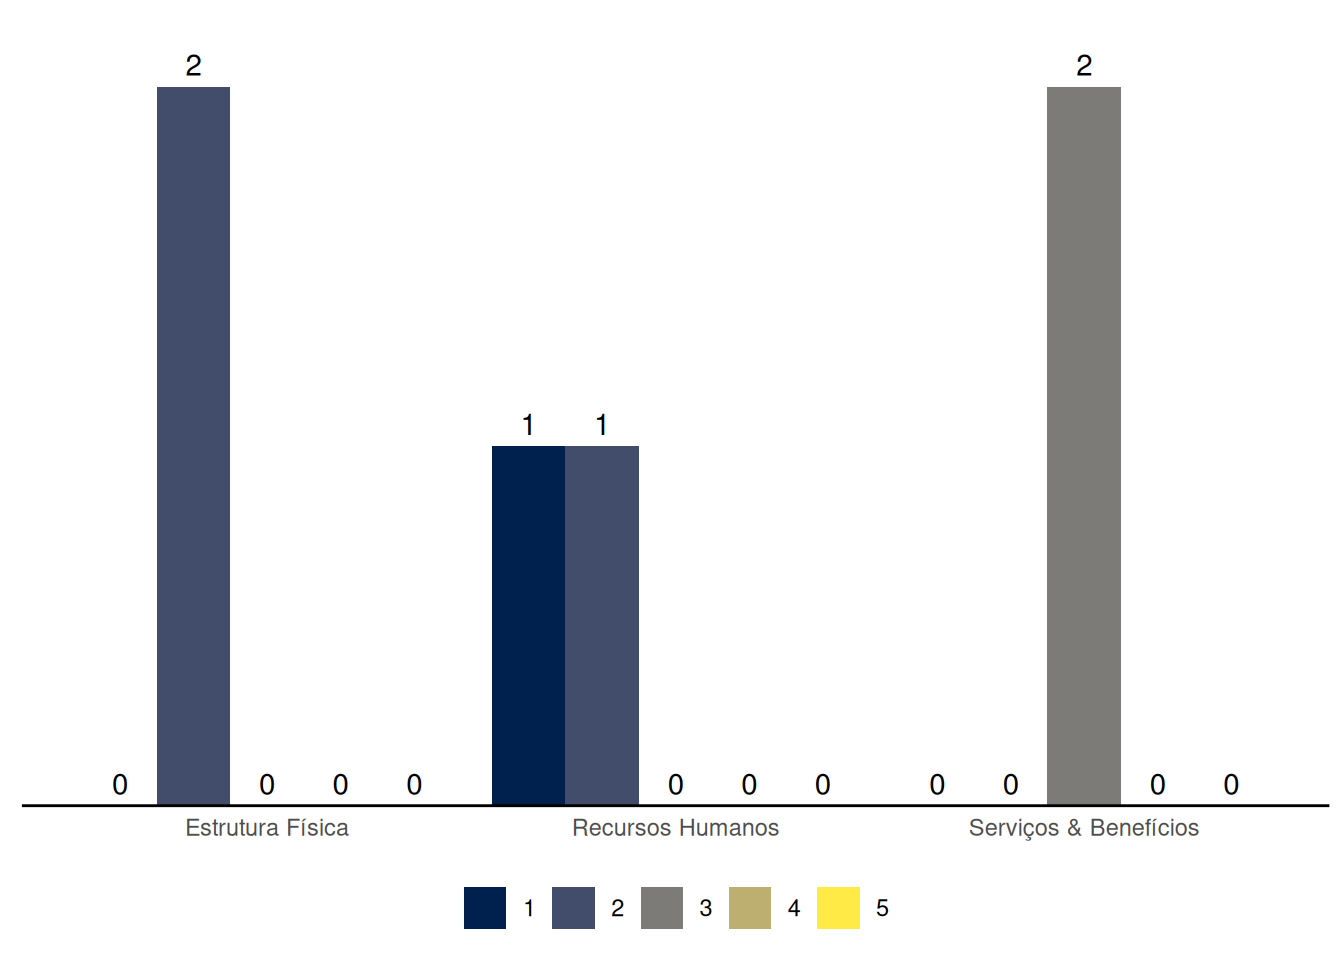 2 2
1 1
0 0 0 0 0 0 0 0 0 0 0
Estrutura Física Recursos Humanos Serviços & Benefícios
1 2 3 4 5